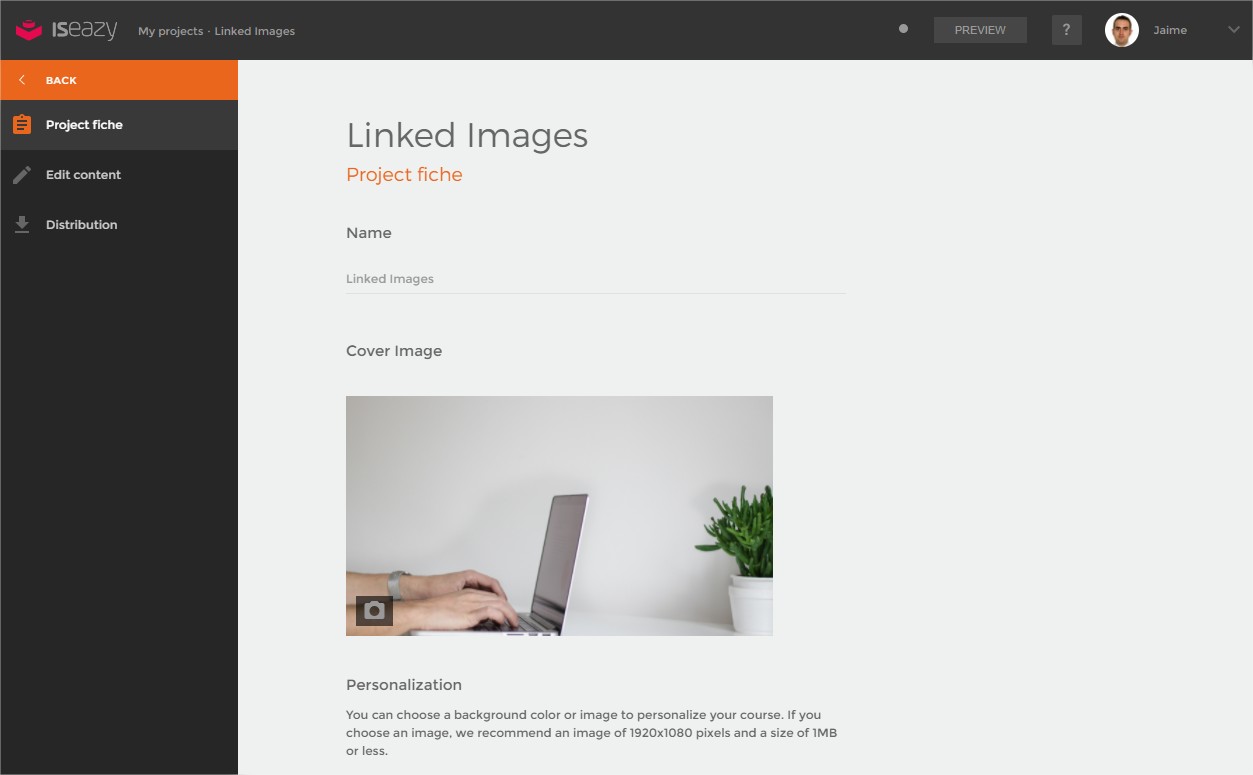 ISeazy
My projects · Linked Images
PREVIEW
?
Jaime
BACK
Project fiche
Edit content
Distribution
Linked Images
Project fiche
Name
Linked Images
Cover Image
Personalization
You can choose a background color or image to personalize your course. If you
choose an image, we recommend an image of 1920x1080 pixels and a size of 1MB
or less.